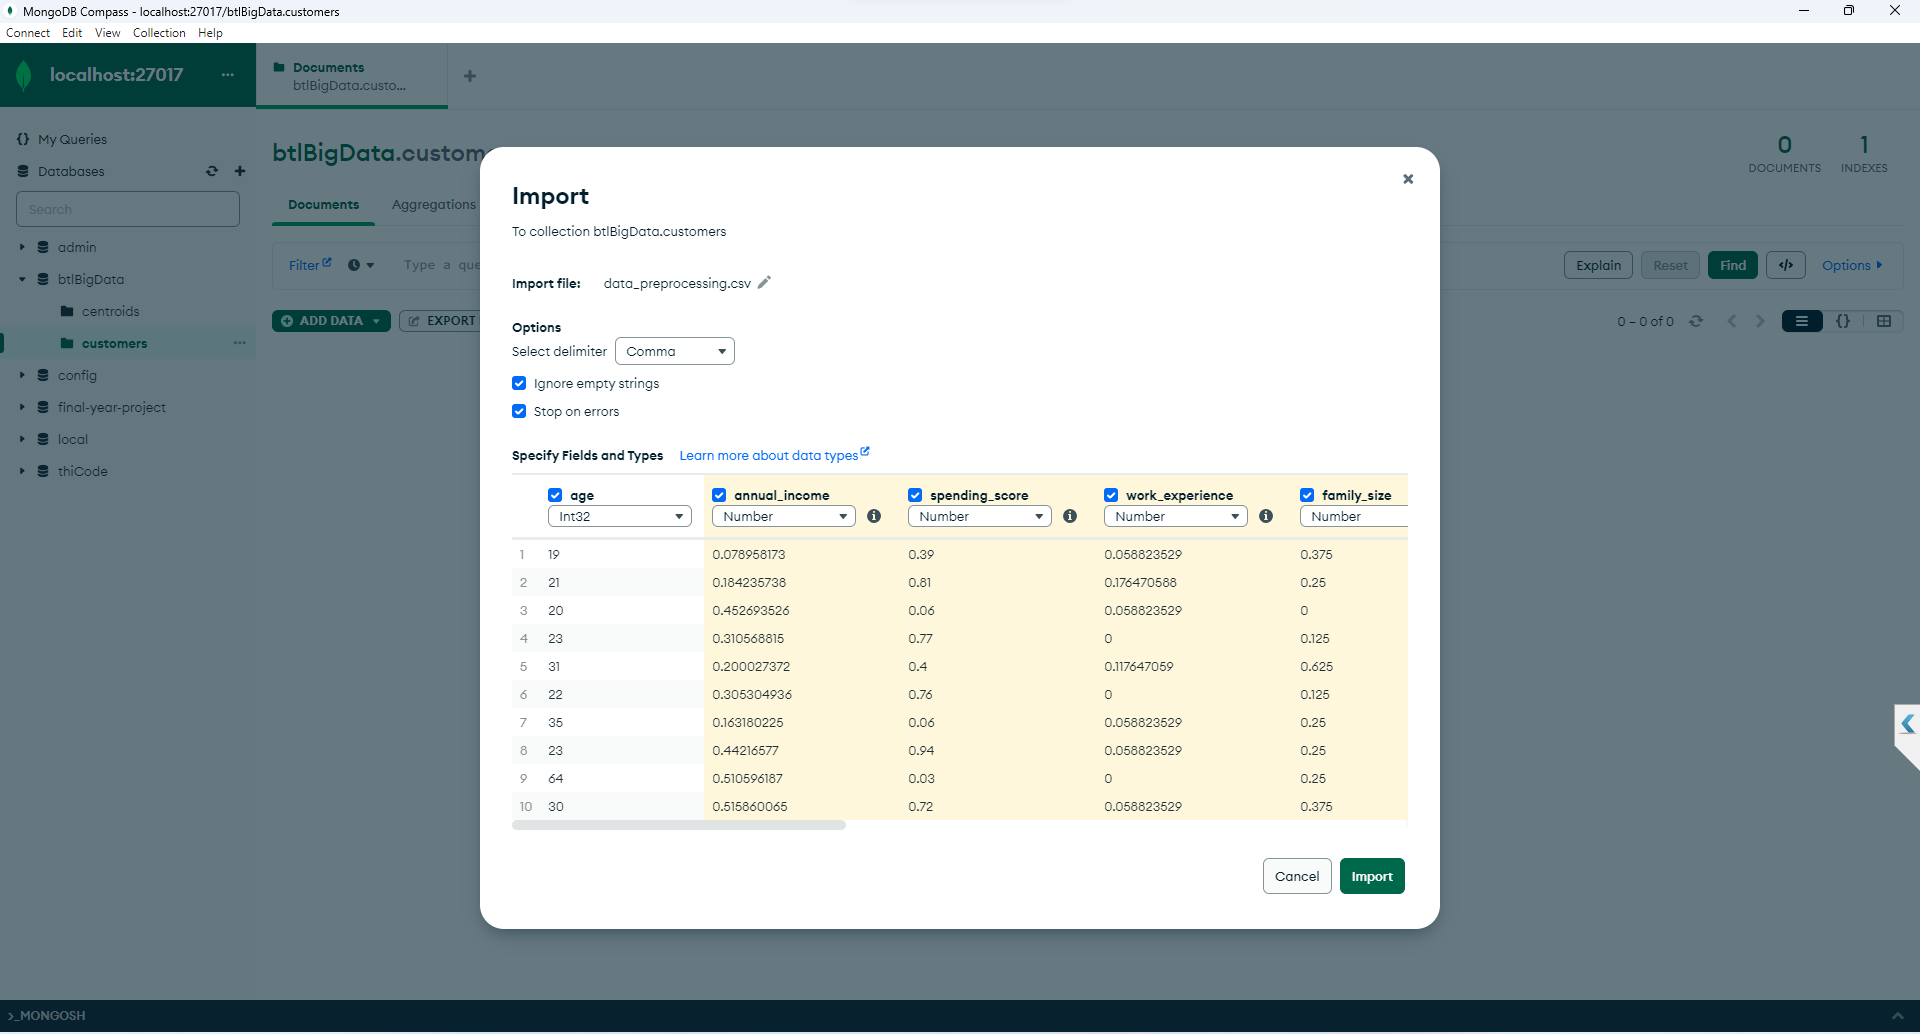 MongoDB Compass - localhost:27017/btlBigData.customers
Connect Edit View Collection Help
localhost:27017
Documents
btlBigData.custo...
My Queries
Databases
Search
admin
btlBigData
centroids
customers
config
final-year-project
local
thiCode
btlBigData.custom
0
DOCUMENTS
1
INDEXES
Documents Aggregations
Filter Type a que
Explain Reset Find </> Options
ADD DATA EXPORT
0 – 0 of 0
Import
To collection btlBigData.customers
Import file: data_preprocessing.csv
Options
Select delimiter Comma
Ignore empty strings
Stop on errors
Specify Fields and Types Learn more about data types
age annual_income spending_score work_experience family_size
Int32 Number Number Number Number
1 19 0.078958173 0.39 0.058823529 0.375
2 21 0.184235738 0.81 0.176470588 0.25
3 20 0.452693526 0.06 0.058823529 0
4 23 0.310568815 0.77 0 0.125
5 31 0.200027372 0.4 0.117647059 0.625
6 22 0.305304936 0.76 0 0.125
7 35 0.163180225 0.06 0.058823529 0.25
8 23 0.44216577 0.94 0.058823529 0.25
9 64 0.510596187 0.03 0 0.25
10 30 0.515860065 0.72 0.058823529 0.375
Cancel Import
>_MONGOSH